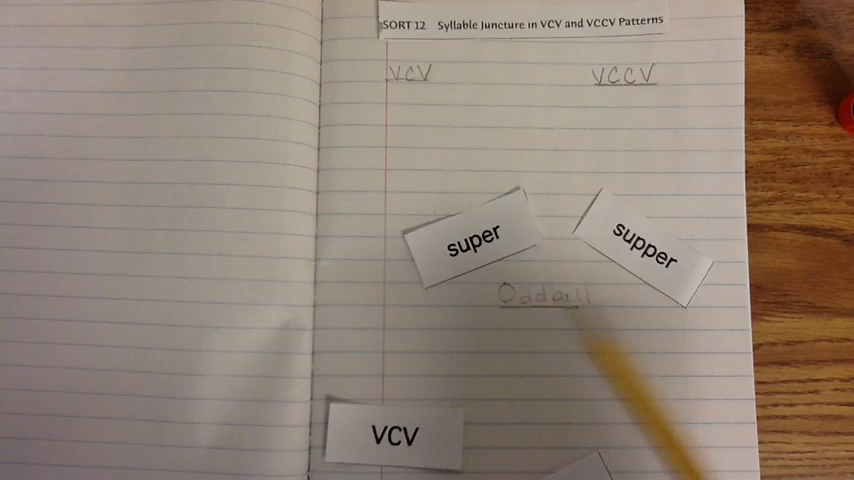 SORT 12 Syllable Juncture in VCV and VCCV Patterns
VCV VCCV
super supper
Oddball
VCV